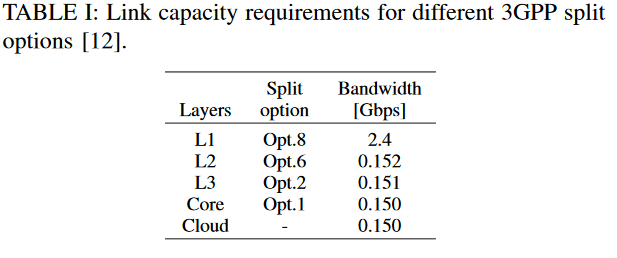 TABLE I: Link capacity requirements for different 3GPP split
options [12].
Split Bandwidth
Layers option [Gbps]
L1 Opt.8 2.4
L2 Opt.6 0.152
L3 Opt.2 0.151
Core Opt.1 0.150
Cloud - 0.150